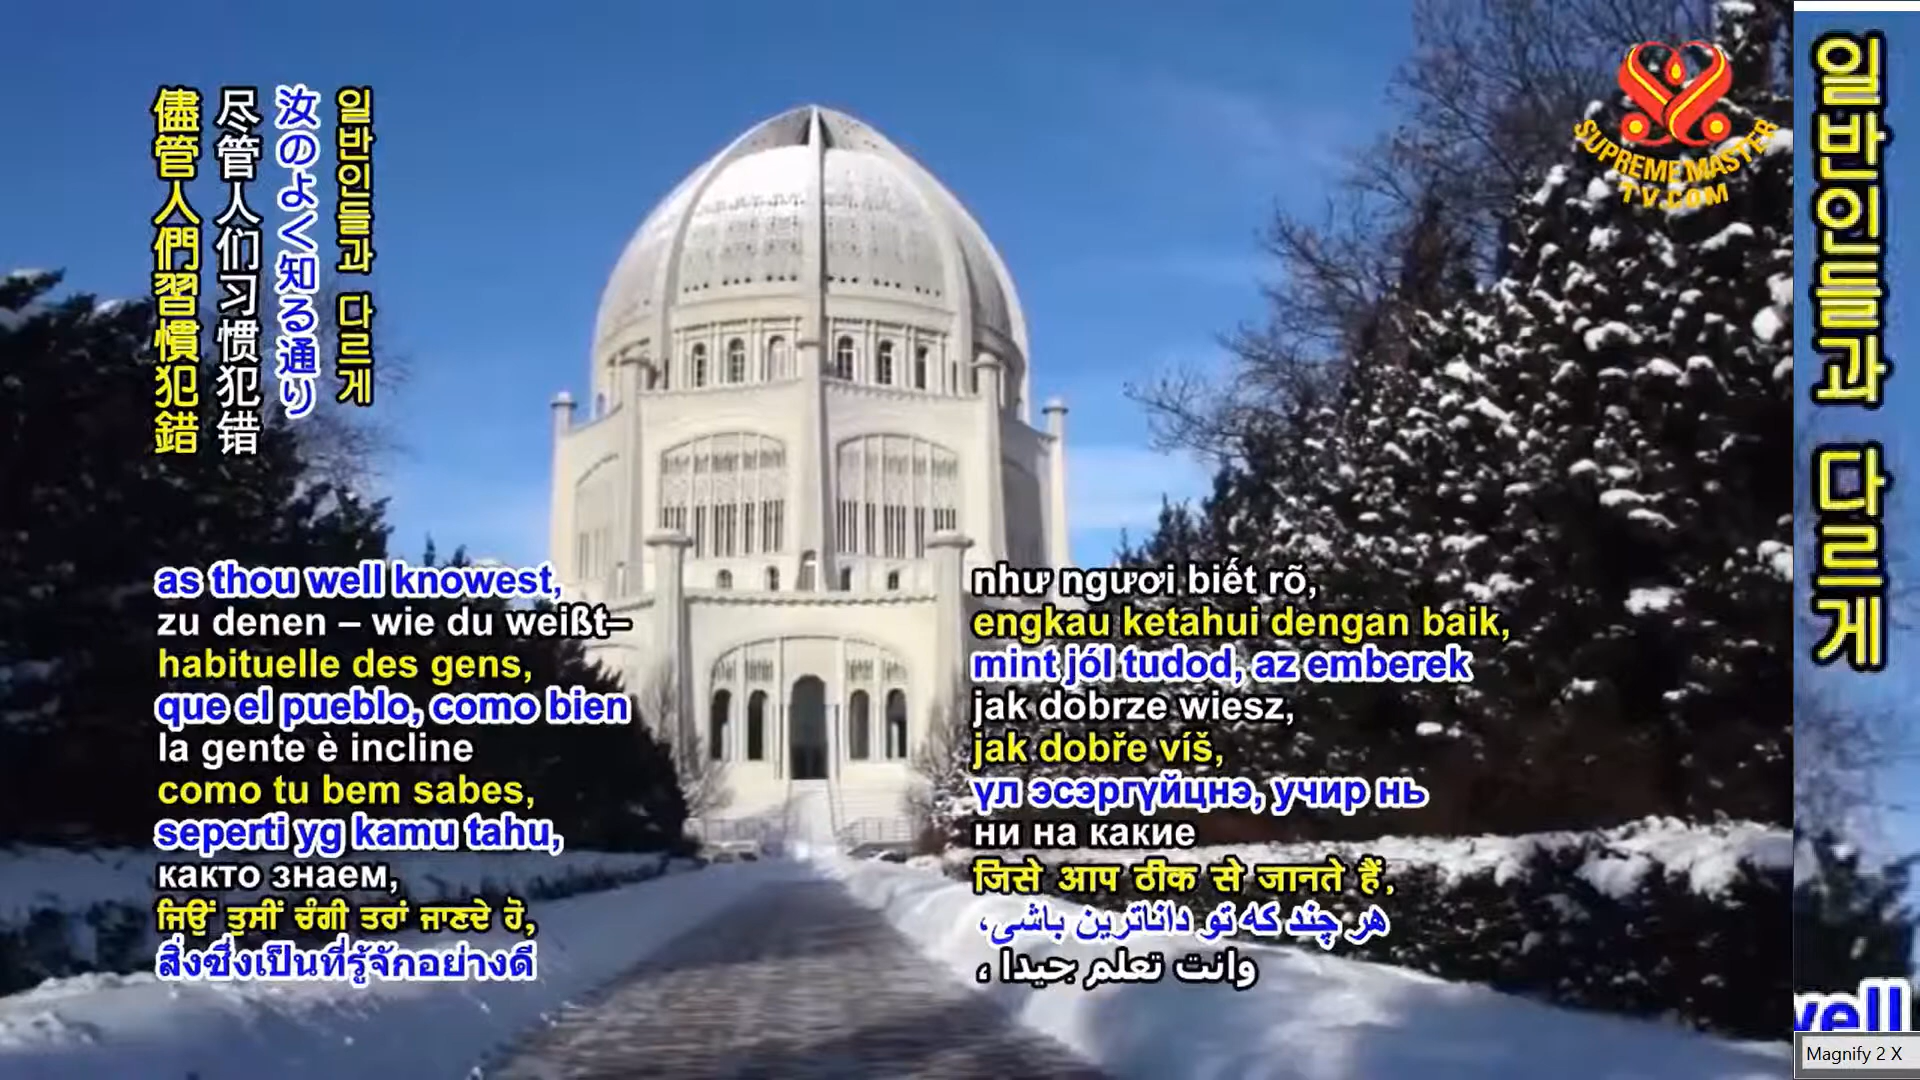 儘管人們習慣犯錯
尽管人们习惯犯错
汝のよく知る通り
일반인들과 다르게
SUPREME MASTER
TV.COM
as thou well knowest,
zu denen – wie du weißt–
habituelle des gens,
que el pueblo, como bien
la gente è incline
como tu bem sabes,
seperti yg kamu tahu,
както знаем,
ਜਿਉਂ ਤੁਸੀਂ ਚੰਗੀ ਤਰਾਂ ਜਾਣਦੇ ਹੋ,
สิ่งซึ่งเป็นที่รู้จักอย่างดี
như ngươi biết rõ,
engkau ketahui dengan baik,
mint jól tudod, az emberek
jak dobrze wiesz,
jak dobře víš,
үл эсэргүйцнэ, учир нь
ни на какие
जिसे आप ठीक से जानते हैं.
هر چند که تو داناترین باشی،
وانت تعلم جيدا ،
일반인들과 다르게
well
Magnify 2 X